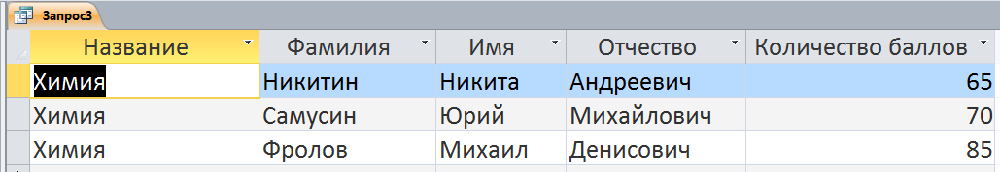 Запрос3
Название Фамилия Имя Отчество Количество баллов
Химия Никитин Никита Андреевич 65
Химия Самусин Юрий Михайлович 70
Химия Фролов Михаил Денисович 85